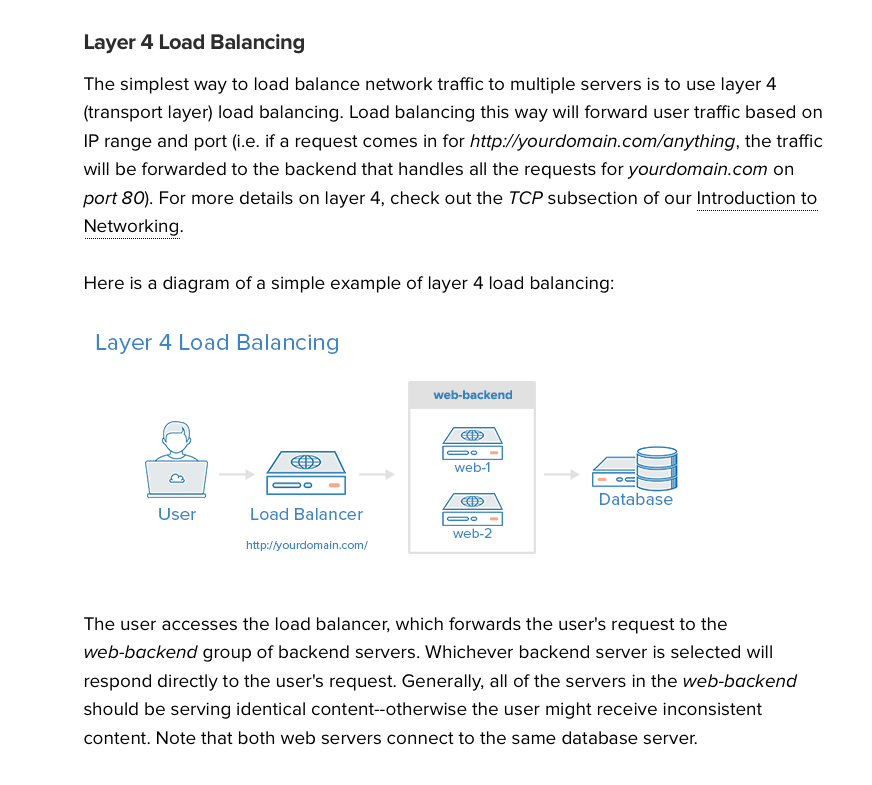 Layer 4 Load Balancing
The simplest way to load balance network traffic to multiple servers is to use layer 4
(transport layer) load balancing. Load balancing this way will forward user traffic based on
IP range and port (i.e. if a request comes in for http://yourdomain.com/anything, the traffic
will be forwarded to the backend that handles all the requests for yourdomain.com on
port 80). For more details on layer 4, check out the TCP subsection of our Introduction to
Networking.
Here is a diagram of a simple example of layer 4 load balancing:
Layer 4 Load Balancing
web-backend
web-1
web-2
User
Load Balancer
http://yourdomain.com/
Database
The user accesses the load balancer, which forwards the user's request to the
web-backend group of backend servers. Whichever backend server is selected will
respond directly to the user's request. Generally, all of the servers in the web-backend
should be serving identical content--otherwise the user might receive inconsistent
content. Note that both web servers connect to the same database server.